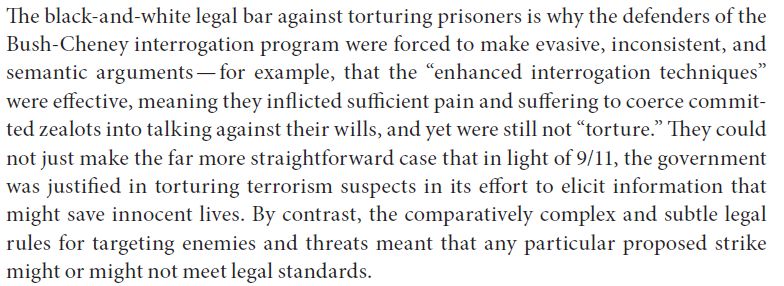 The black-and-white legal bar against torturing prisoners is why the defenders of the
Bush-Cheney interrogation program were forced to make evasive, inconsistent, and
semantic arguments — for example, that the “enhanced interrogation techniques”
were effective, meaning they inflicted sufficient pain and suffering to coerce commit-
ted zealots into talking against their wills, and yet were still not “torture.” They could
not just make the far more straightforward case that in light of 9/11, the government
was justified in torturing terrorism suspects in its effort to elicit information that
might save innocent lives. By contrast, the comparatively complex and subtle legal
rules for targeting enemies and threats meant that any particular proposed strike
might or might not meet legal standards.